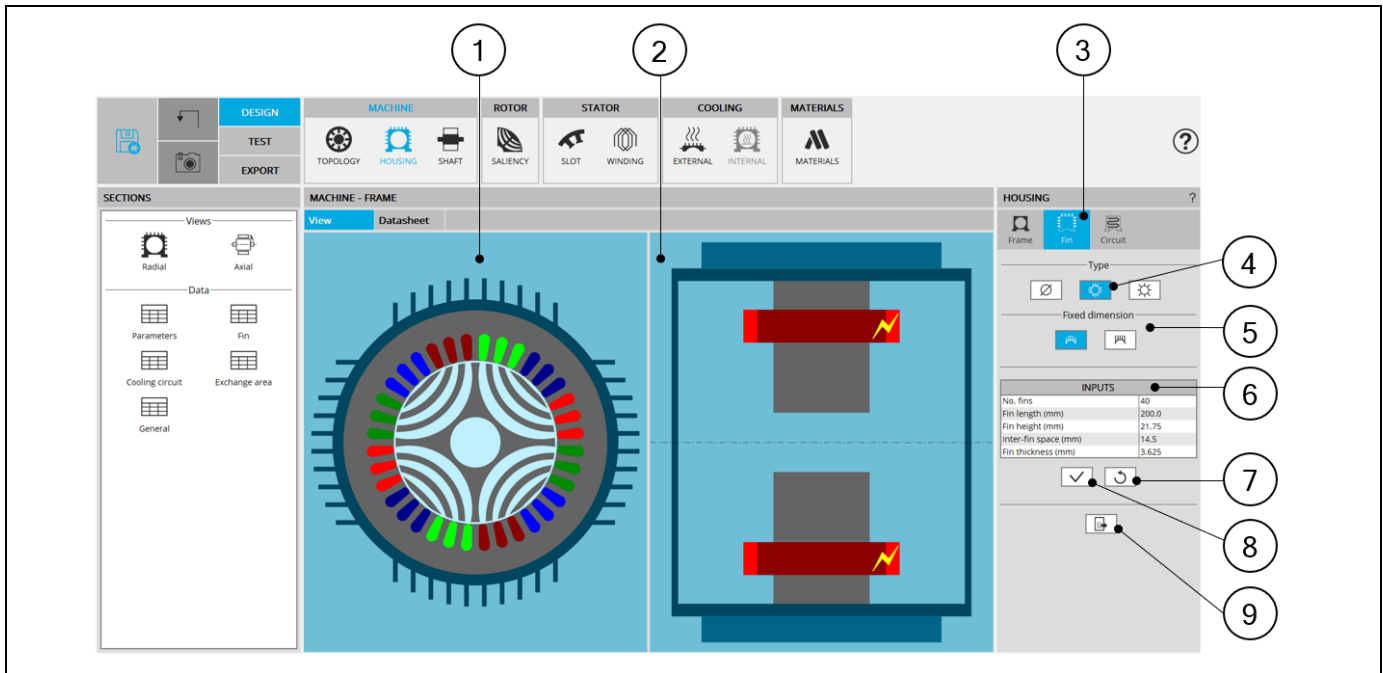 1
2
3
DESIGN
TEST
EXPORT
MACHINE
ROTOR
STATOR
COOLING
MATERIALS
TOPOLOGY
HOUSING
SHAFT
SALIENCY
SLOT
WINDING
EXTERNAL
INTERNAL
MATERIALS
?
SECTIONS
MACHINE - FRAME
HOUSING
?
View
Datasheet
Views
Radial
Axial
Data
Parameters
Fin
Cooling circuit
Exchange area
General
Frame
Fin
Circuit
Type
4
Fixed dimension
5
INPUTS
6
No. fins 40
Fin length (mm) 200.0
Fin height (mm) 21.75
Inter-fin space (mm) 14.5
Fin thickness (mm) 3.625
7
8
9